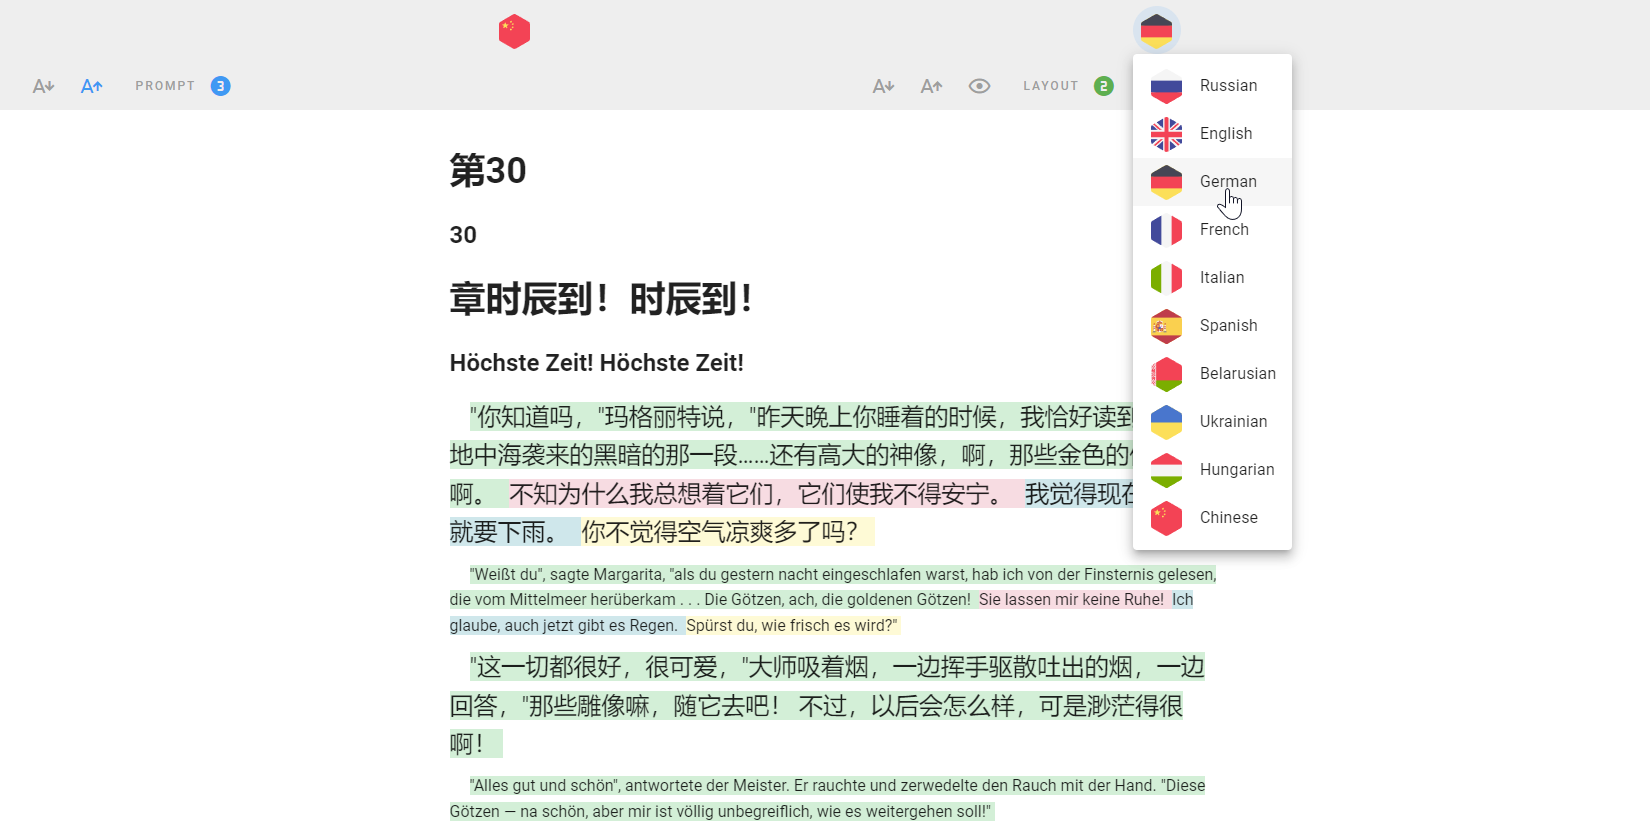 PROMPT 3
LAYOUT 2
Russian
English
German
French
Italian
Spanish
Belarusian
Ukrainian
Hungarian
Chinese
第30
30
章时辰到！时辰到！
Höchste Zeit! Höchste Zeit!
"你知道吗，"玛格丽特说，"昨天晚上你睡着的时候，我恰好读到
地中海袭来的黑暗的那一段......还有高大的神像，啊，那些金色的
啊。 不知为什么我总想着它们，它们使我不得安宁。 我觉得现在
就要下雨。 你不觉得空气凉爽多了吗？
"Weißt du", sagte Margarita, "als du gestern nacht eingeschlafen warst, hab ich von der Finsternis gelesen,
die vom Mittelmeer herüberkam . . . Die Götzen, ach, die goldenen Götzen! Sie lassen mir keine Ruhe! Ich
glaube, auch jetzt gibt es Regen. Spürst du, wie frisch es wird?"
"这一切都很好，很可爱，"大师吸着烟，一边挥手驱散吐出的烟，一边
回答，"那些雕像嘛，随它去吧！ 不过，以后会怎么样，可是渺茫得很
啊！
"Alles gut und schön", antwortete der Meister. Er rauchte und zerwedelte den Rauch mit der Hand. "Diese
Götzen — na schön, aber mir ist völlig unbegreiflich, wie es weitergehen soll!"